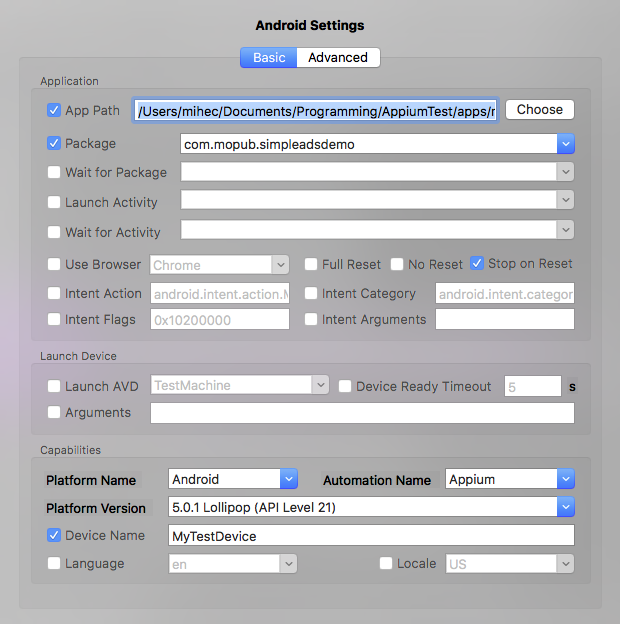 Android Settings
Basic Advanced
Application
App Path /Users/mihec/Documents/Programming/AppiumTest/apps/ Choose
Package com.mopub.simpleadsdemo
Wait for Package
Launch Activity
Wait for Activity
Use Browser Chrome Full Reset No Reset Stop on Reset
Intent Action android.intent.action. Intent Category android.intent.categor
Intent Flags 0x10200000 Intent Arguments
Launch Device
Launch AVD TestMachine Device Ready Timeout 5 s
Arguments
Capabilities
Platform Name Android Automation Name Appium
Platform Version 5.0.1 Lollipop (API Level 21)
Device Name MyTestDevice
Language en Locale US